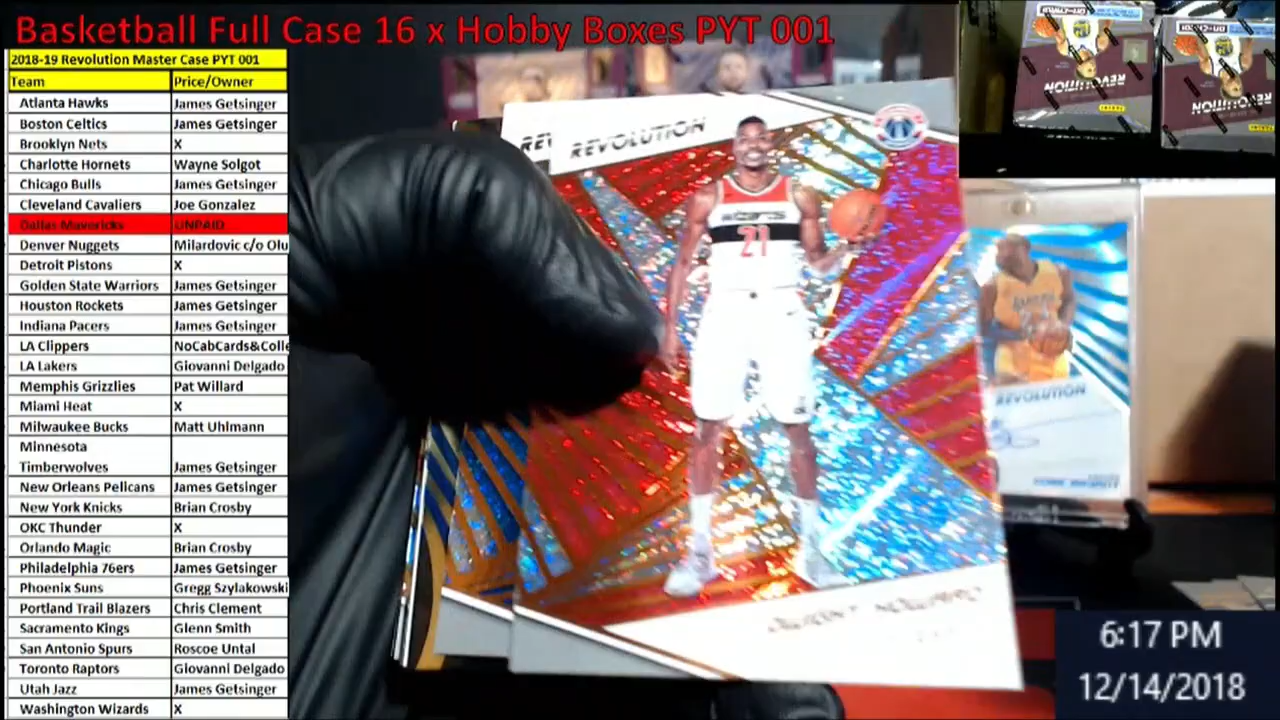 Basketball Full Case 16 x Hobby Boxes PYT 001
2018-19 Revolution Master Case PYT 001
Team Price/Owner
Atlanta Hawks James Getsinger
Boston Celtics James Getsinger
Brooklyn Nets X
Charlotte Hornets Wayne Solgot
Chicago Bulls James Getsinger
Cleveland Cavaliers Joe Gonzalez
Dallas Mavericks UNPAID
Denver Nuggets Milardovic c/o Olu
Detroit Pistons X
Golden State Warriors James Getsinger
Houston Rockets James Getsinger
Indiana Pacers James Getsinger
LA Clippers NoCabCards&Colle
LA Lakers Giovanni Delgado
Memphis Grizzlies Pat Willard
Miami Heat X
Milwaukee Bucks Matt Uhlmann
Minnesota
Timberwolves James Getsinger
New Orleans Pelicans James Getsinger
New York Knicks Brian Crosby
OKC Thunder X
Orlando Magic Brian Crosby
Philadelphia 76ers James Getsinger
Phoenix Suns Gregg Szylakowski
Portland Trail Blazers Chris Clement
Sacramento Kings Glenn Smith
San Antonio Spurs Roscoe Untal
Toronto Raptors Giovanni Delgado
Utah Jazz James Getsinger
Washington Wizards X
REV
REVOLUTION
21
DWIGHT HOWARD
REVOLUTION
REVOLUTION
REVOLUTION
6:17 PM
12/14/2018